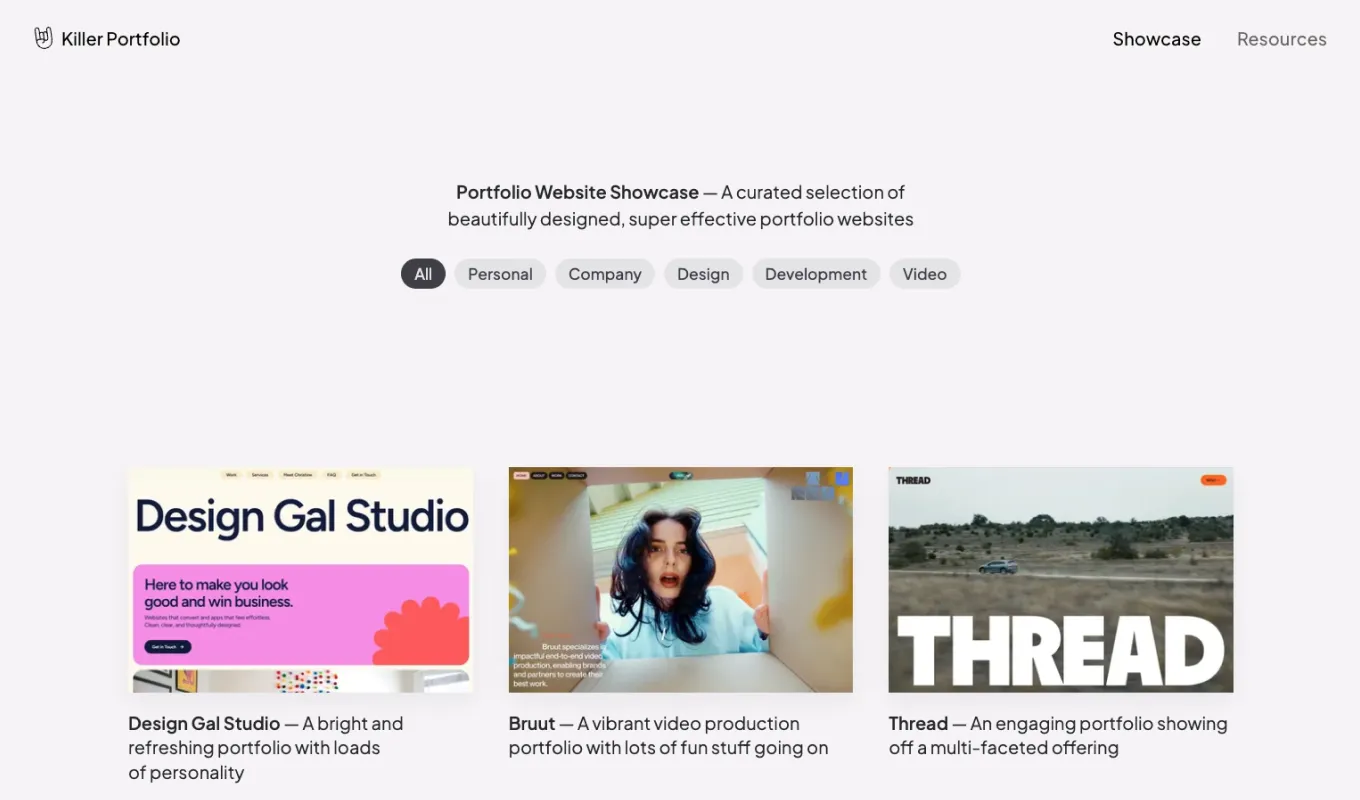 Killer Portfolio
Showcase
Resources
Portfolio Website Showcase — A curated selection of
beautifully designed, super effective portfolio websites
All
Personal
Company
Design
Development
Video
Work
Services
Meet Christine
FAQ
Get in Touch
Design Gal Studio
Here to make you look
good and win business.
Websites that convert and apps that feel effortless.
Clean, clear, and thoughtfully designed.
Get in Touch
ABOUT
WORK
CONTACT
Bruut specializes in
impactful end-to-end video
production, enabling brands
and partners to create their
best work.
THREAD
THREAD
Design Gal Studio — A bright and
refreshing portfolio with loads
of personality
Bruut — A vibrant video production
portfolio with lots of fun stuff going on
Thread — An engaging portfolio showing
off a multi-faceted offering